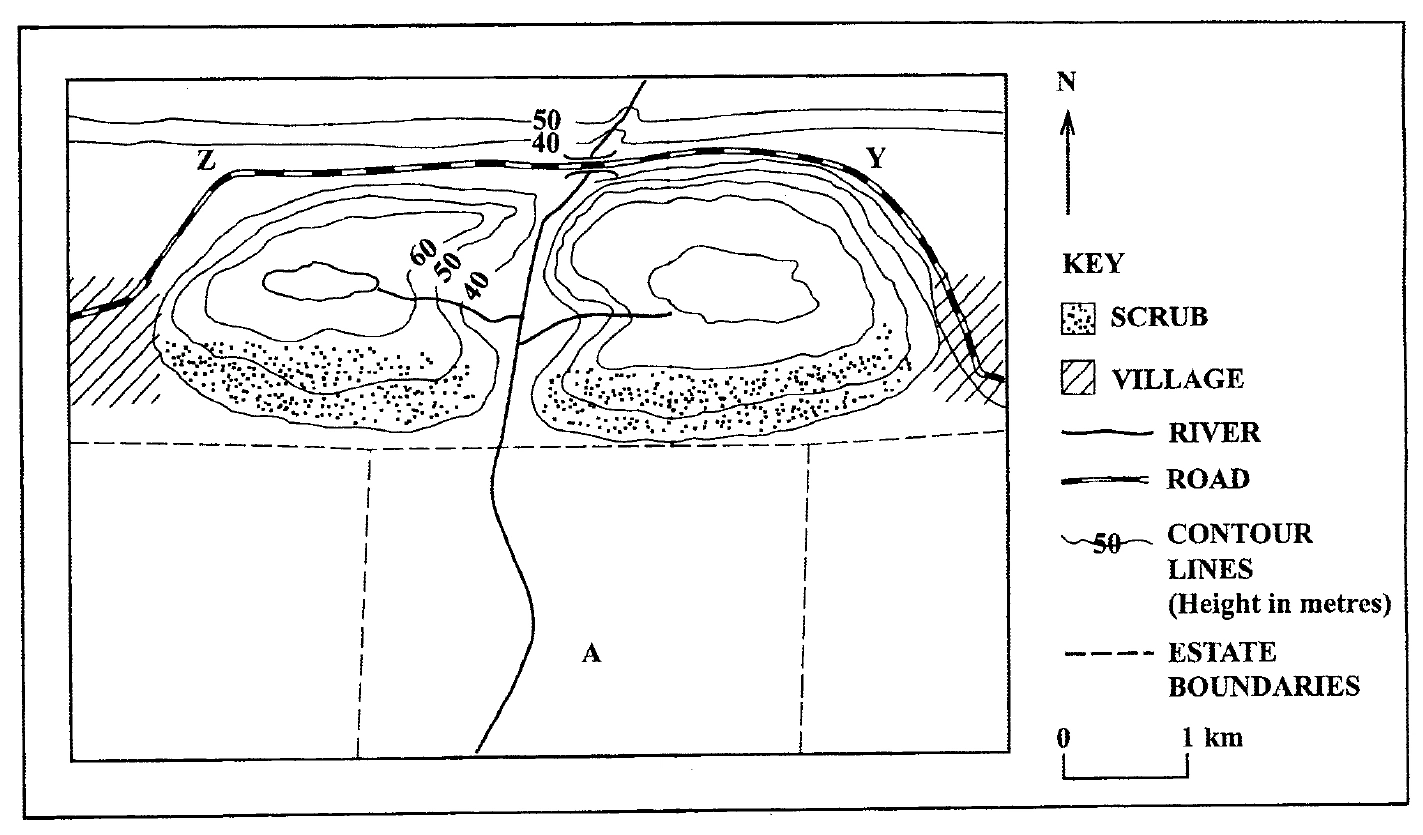 N
50
40
Z
Y
60
50
40
A
KEY
SCRUB
VILLAGE
RIVER
ROAD
50
CONTOUR
LINES
(Height in metres)
ESTATE
BOUNDARIES
0 1 km